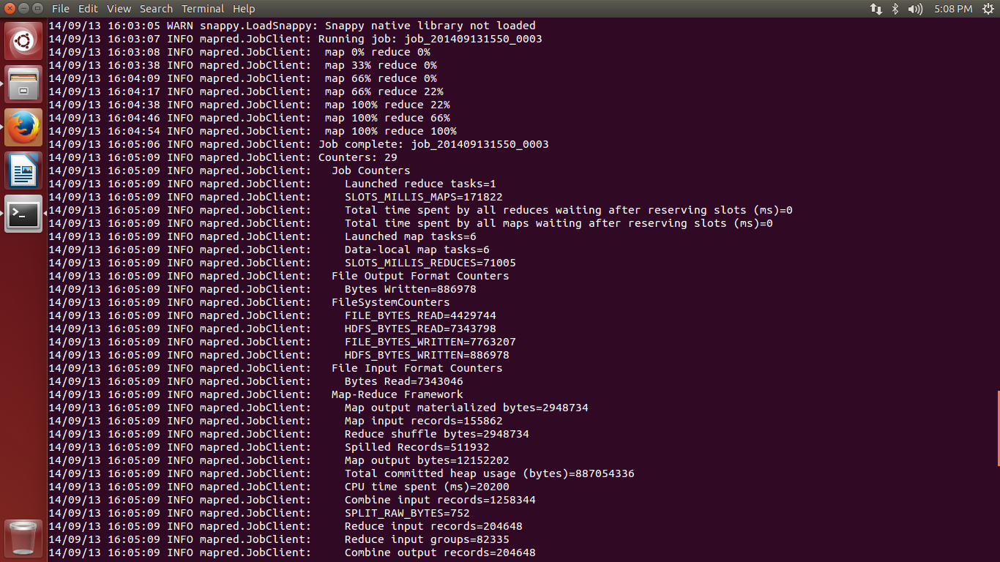 File Edit View Search Terminal Help 5:08 PM
14/09/13 16:03:05 WARN snappy.LoadSnappy: Snappy native library not loaded
14/09/13 16:03:07 INFO mapred.JobClient: Running job: job_201409131550_0003
14/09/13 16:03:08 INFO mapred.JobClient:  map 0% reduce 0%
14/09/13 16:03:38 INFO mapred.JobClient:  map 33% reduce 0%
14/09/13 16:04:09 INFO mapred.JobClient:  map 66% reduce 0%
14/09/13 16:04:17 INFO mapred.JobClient:  map 66% reduce 22%
14/09/13 16:04:38 INFO mapred.JobClient:  map 100% reduce 22%
14/09/13 16:04:46 INFO mapred.JobClient:  map 100% reduce 66%
14/09/13 16:04:54 INFO mapred.JobClient:  map 100% reduce 100%
14/09/13 16:05:06 INFO mapred.JobClient: Job complete: job_201409131550_0003
14/09/13 16:05:09 INFO mapred.JobClient: Counters: 29
14/09/13 16:05:09 INFO mapred.JobClient:   Job Counters
14/09/13 16:05:09 INFO mapred.JobClient:     Launched reduce tasks=1
14/09/13 16:05:09 INFO mapred.JobClient:     SLOTS_MILLIS_MAPS=171822
14/09/13 16:05:09 INFO mapred.JobClient:     Total time spent by all reduces waiting after reserving slots (ms)=0
14/09/13 16:05:09 INFO mapred.JobClient:     Total time spent by all maps waiting after reserving slots (ms)=0
14/09/13 16:05:09 INFO mapred.JobClient:     Launched map tasks=6
14/09/13 16:05:09 INFO mapred.JobClient:     Data-local map tasks=6
14/09/13 16:05:09 INFO mapred.JobClient:     SLOTS_MILLIS_REDUCES=71005
14/09/13 16:05:09 INFO mapred.JobClient:   File Output Format Counters
14/09/13 16:05:09 INFO mapred.JobClient:     Bytes Written=886978
14/09/13 16:05:09 INFO mapred.JobClient:   FileSystemCounters
14/09/13 16:05:09 INFO mapred.JobClient:     FILE_BYTES_READ=4429744
14/09/13 16:05:09 INFO mapred.JobClient:     HDFS_BYTES_READ=7343798
14/09/13 16:05:09 INFO mapred.JobClient:     FILE_BYTES_WRITTEN=7763207
14/09/13 16:05:09 INFO mapred.JobClient:     HDFS_BYTES_WRITTEN=886978
14/09/13 16:05:09 INFO mapred.JobClient:   File Input Format Counters
14/09/13 16:05:09 INFO mapred.JobClient:     Bytes Read=7343046
14/09/13 16:05:09 INFO mapred.JobClient:   Map-Reduce Framework
14/09/13 16:05:09 INFO mapred.JobClient:     Map output materialized bytes=2948734
14/09/13 16:05:09 INFO mapred.JobClient:     Map input records=155862
14/09/13 16:05:09 INFO mapred.JobClient:     Reduce shuffle bytes=2948734
14/09/13 16:05:09 INFO mapred.JobClient:     Spilled Records=511932
14/09/13 16:05:09 INFO mapred.JobClient:     Map output bytes=12152202
14/09/13 16:05:09 INFO mapred.JobClient:     Total committed heap usage (bytes)=887054336
14/09/13 16:05:09 INFO mapred.JobClient:     CPU time spent (ms)=20200
14/09/13 16:05:09 INFO mapred.JobClient:     Combine input records=1258344
14/09/13 16:05:09 INFO mapred.JobClient:     SPLIT_RAW_BYTES=752
14/09/13 16:05:09 INFO mapred.JobClient:     Reduce input records=204648
14/09/13 16:05:09 INFO mapred.JobClient:     Reduce input groups=82335
14/09/13 16:05:09 INFO mapred.JobClient:     Combine output records=204648